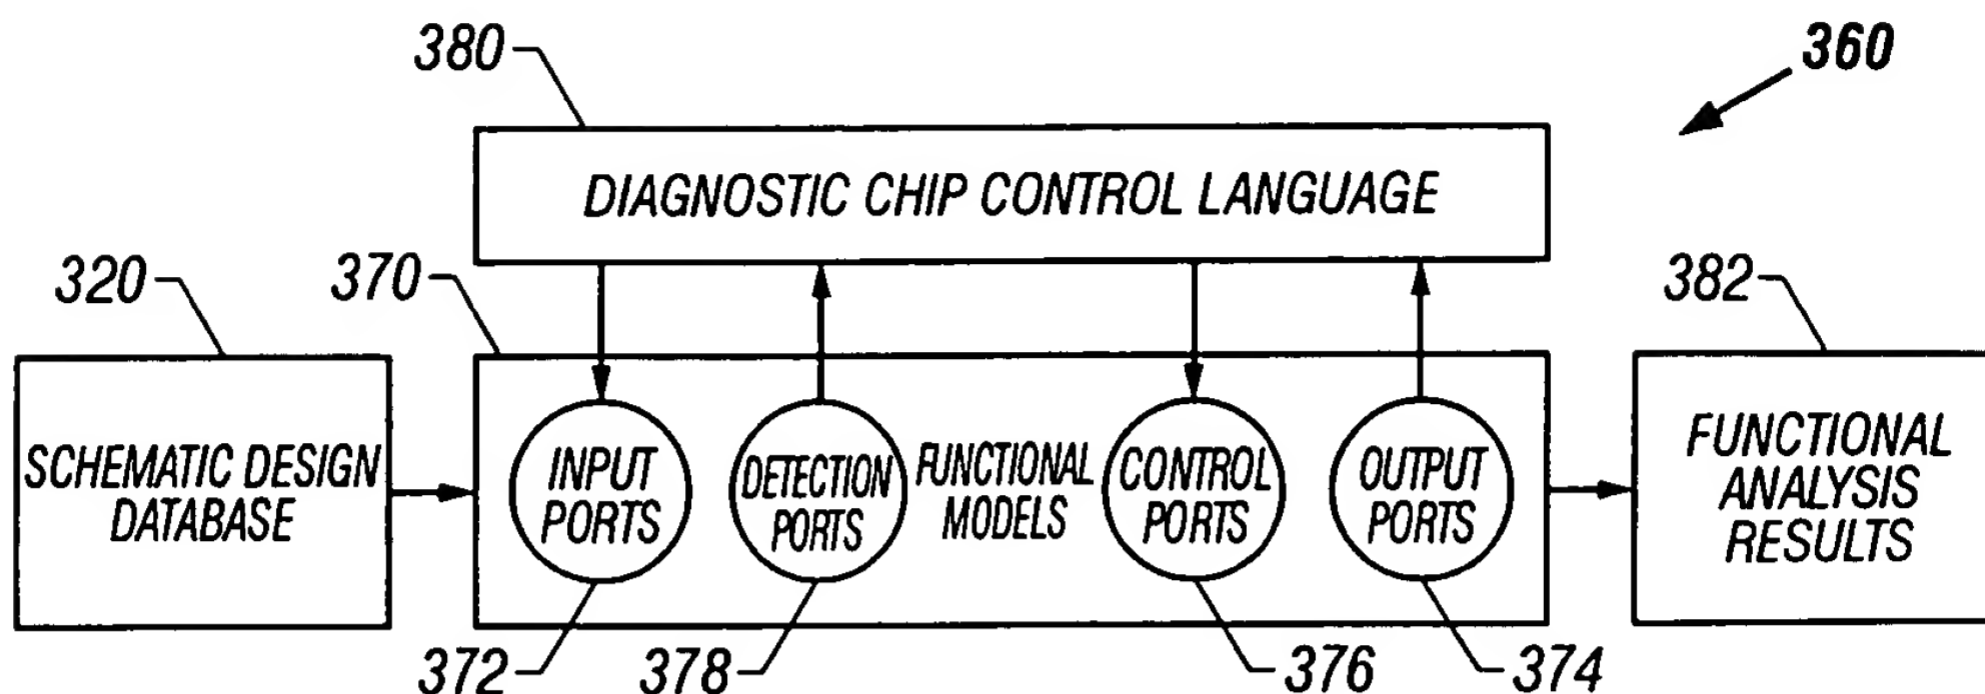 380
360
DIAGNOSTIC CHIP CONTROL LANGUAGE
320
370
382
SCHEMATIC DESIGN
DATABASE
INPUT
PORTS
DETECTION
PORTS
FUNCTIONAL
MODELS
CONTROL
PORTS
OUTPUT
PORTS
FUNCTIONAL
ANALYSIS
RESULTS
372
378
376
374